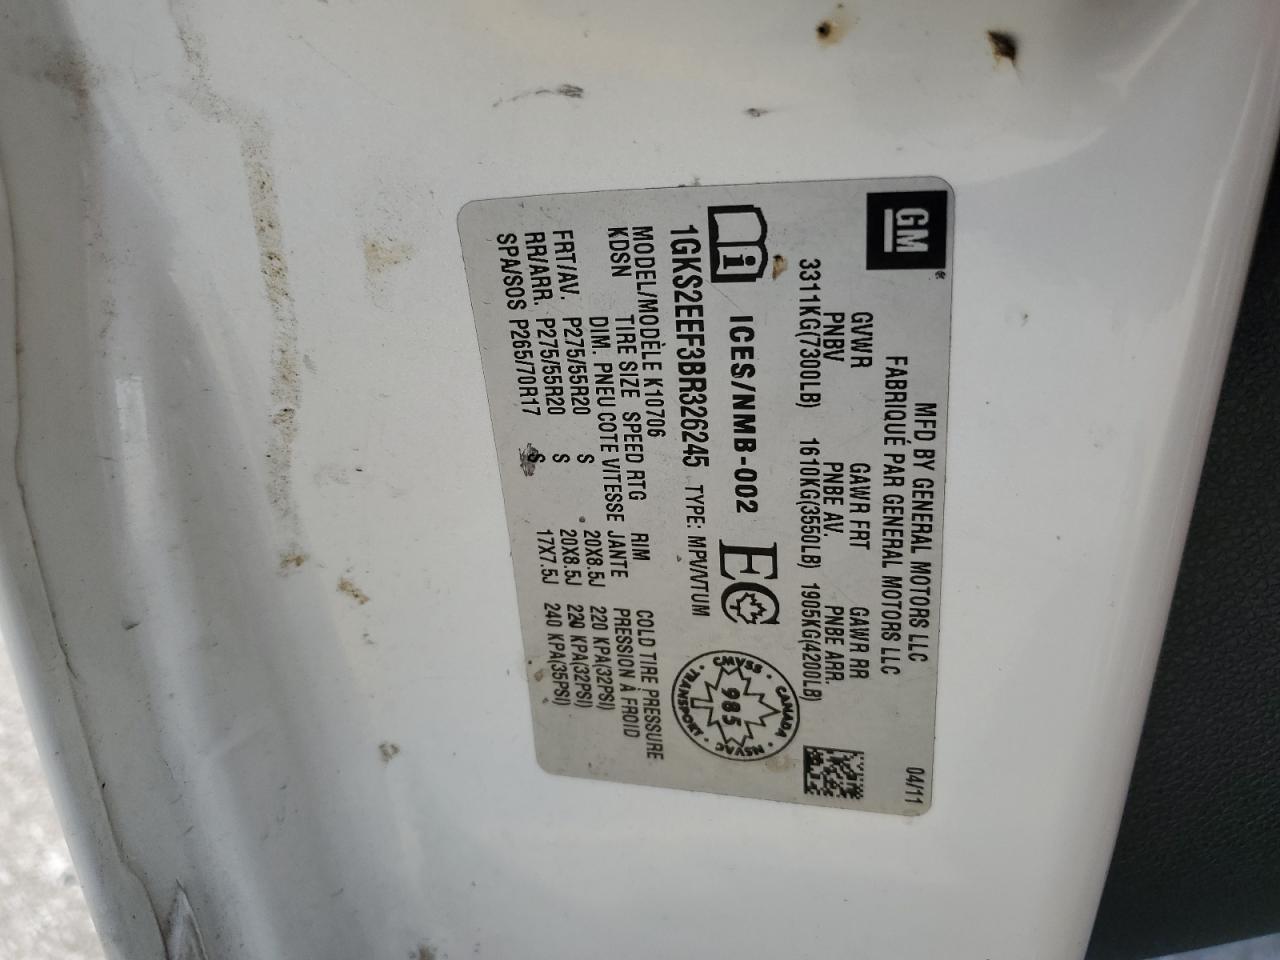 GM
MFD BY GENERAL MOTORS LLC 04/11
FABRIQUÉ PAR GENERAL MOTORS LLC
GVWR GAWR FRT GAWR RR
PNBV PNBE AV. PNBE ARR.
3311KG(7300LB) 1610KG(3550LB) 1905KG(4200LB)
i ICES/NMB-002 EC
CANADA · NSVAC · TRANSPORT · CMVSS ·
985
1GKS2EEF3BR326245 TYPE: MPV/VTUM
MODEL/MODÈLE K10706
KDSN TIRE SIZE SPEED RTG RIM COLD TIRE PRESSURE
DIM. PNEU COTE VITESSE JANTE PRESSION À FROID
FRT/AV. P275/55R20 S 20X8.5J 220 KPA(32PSI)
RR/ARR. P275/55R20 S 20X8.5J 220 KPA(32PSI)
SPA/SOS P265/70R17 S 17X7.5J 240 KPA(35PSI)